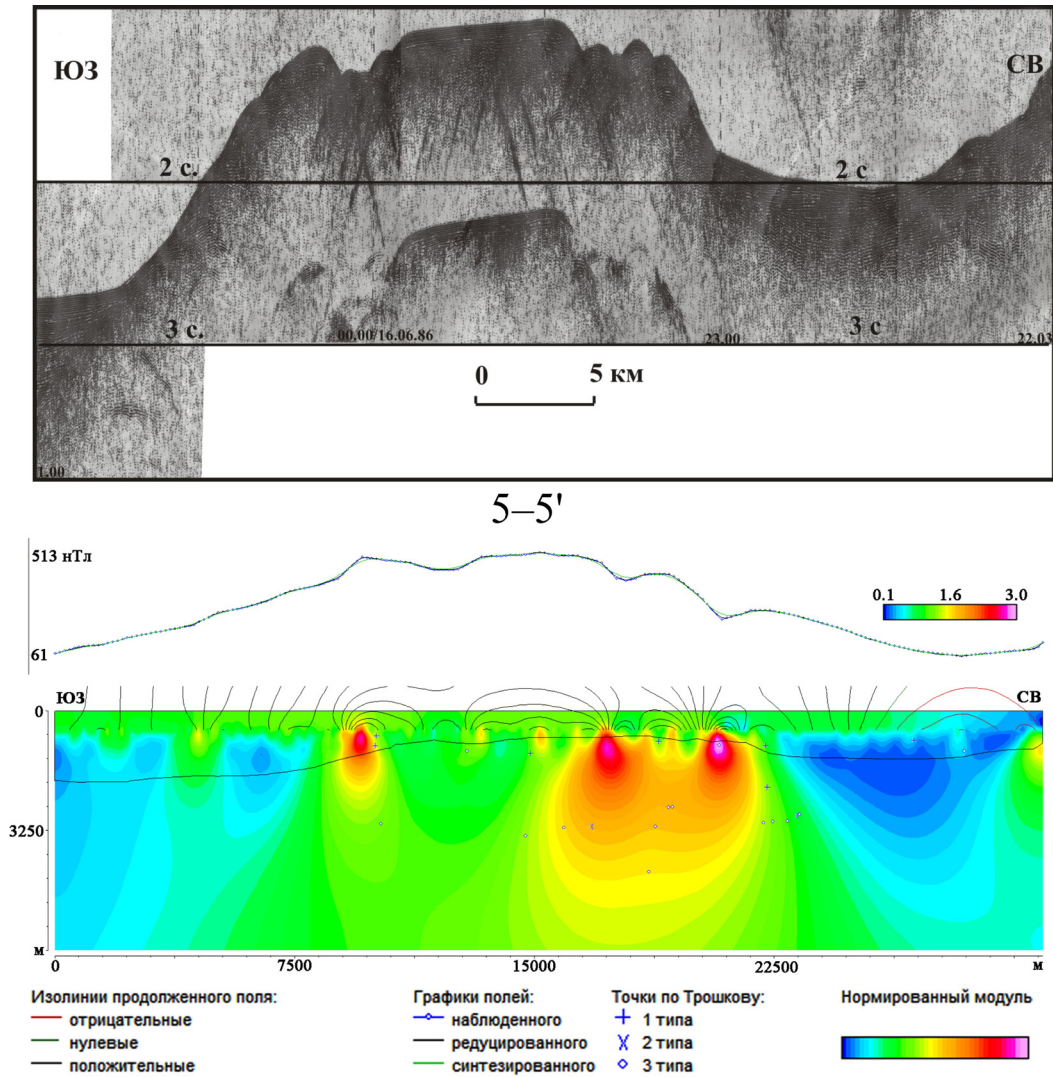 ЮЗ
СВ
2 с.
2 с
3 с.
3 с
00.00/16.06.86
23.00
22.03
0
5 км
1.00
5–5'
513 нТл
0.1
1.6
3.0
61
ЮЗ
СВ
0
3250
м
0
7500
15000
22500
м
Изолинии продолженного поля:
отрицательные
нулевые
положительные
Графики полей:
наблюденного
редуцированного
синтезированного
Точки по Трошкову:
1 типа
2 типа
3 типа
Нормированный модуль